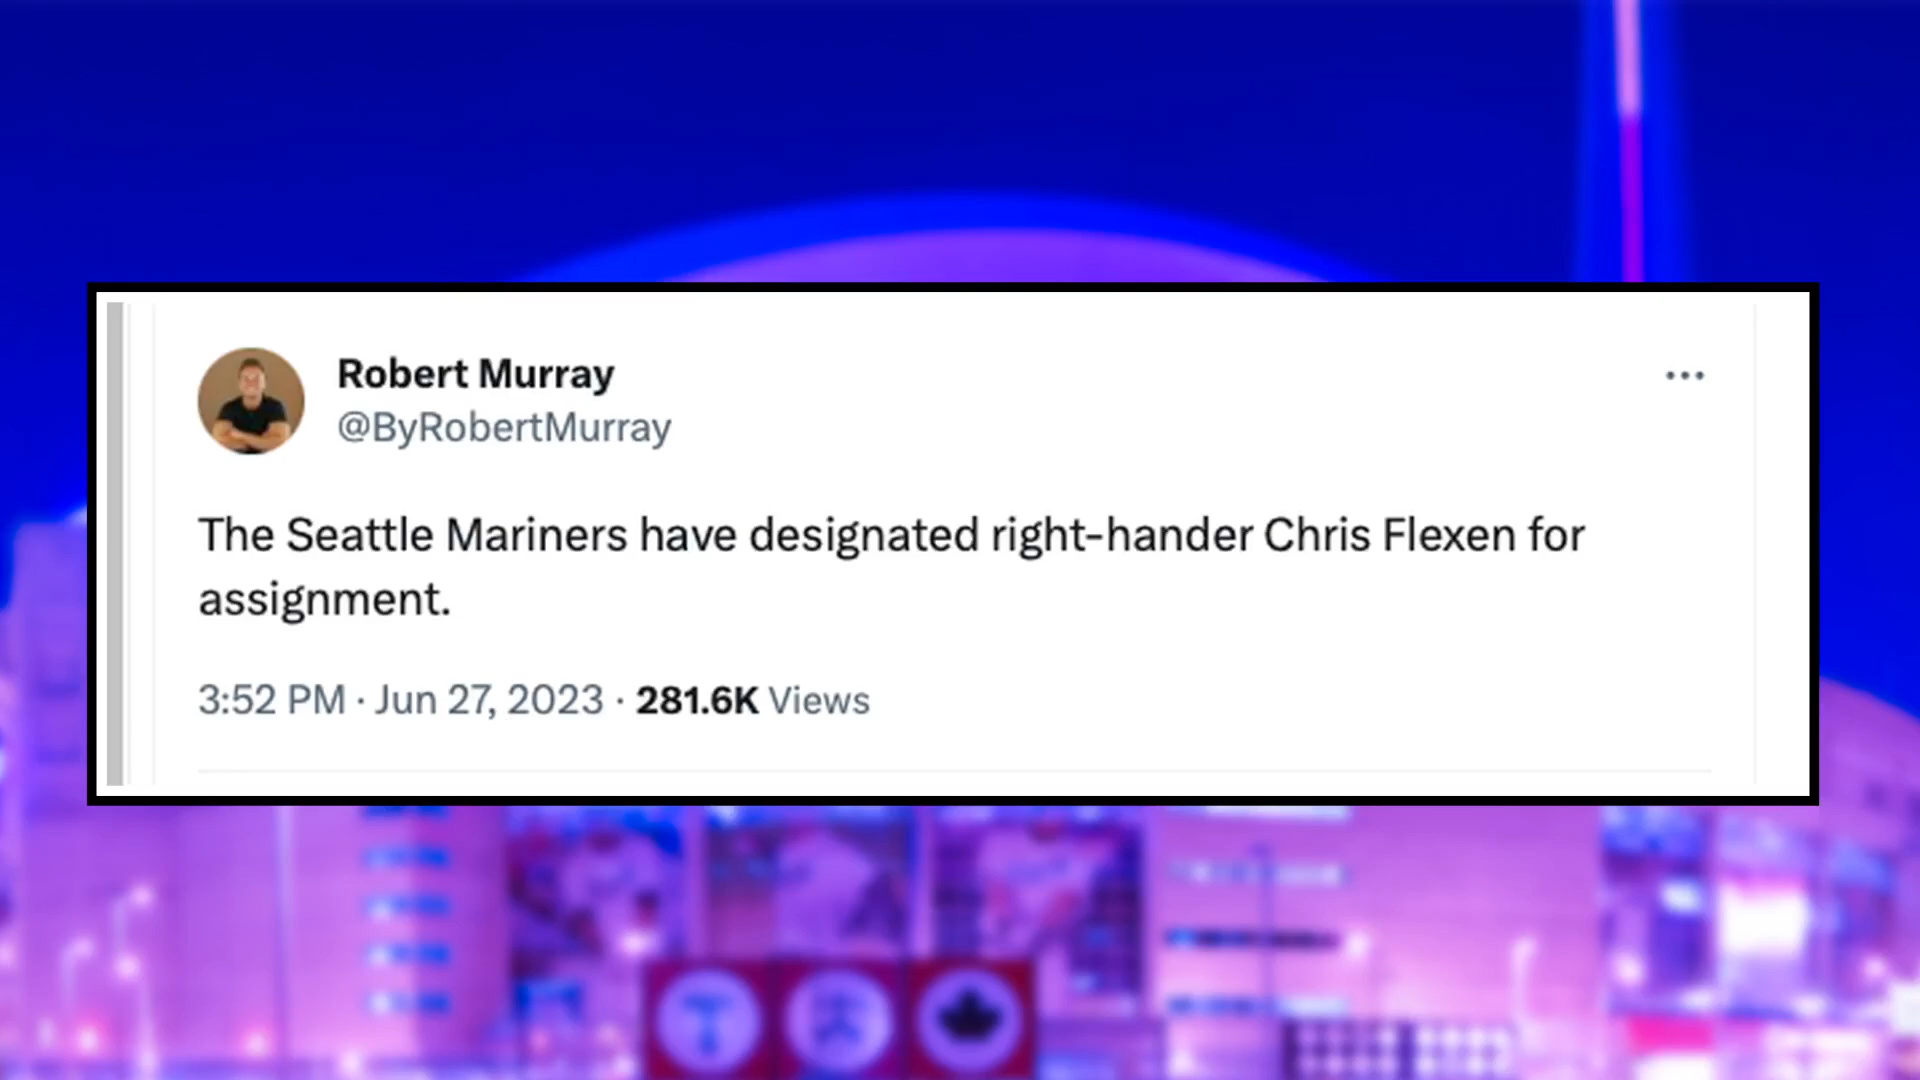 Robert Murray
@ByRobertMurray
The Seattle Mariners have designated right-hander Chris Flexen for
assignment.
3:52 PM · Jun 27, 2023 · 281.6K Views